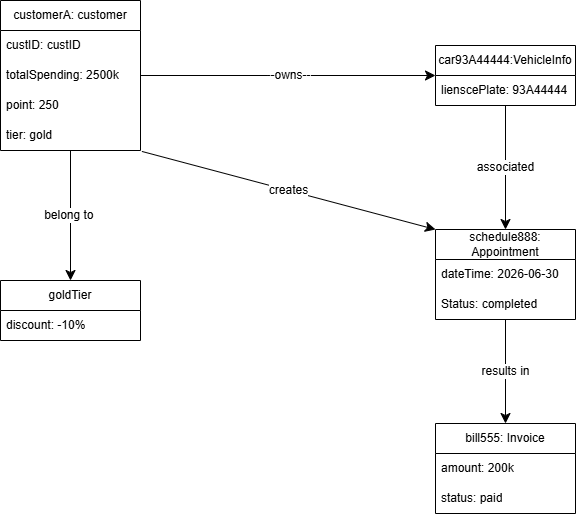 customerA: customer
custID: custID
totalSpending: 2500k
point: 250
tier: gold
--owns--
car93A44444:VehicleInfo
lienscePlate: 93A44444
associated
creates
belong to
schedule888:
Appointment
dateTime: 2026-06-30
Status: completed
goldTier
discount: -10%
results in
bill555: Invoice
amount: 200k
status: paid